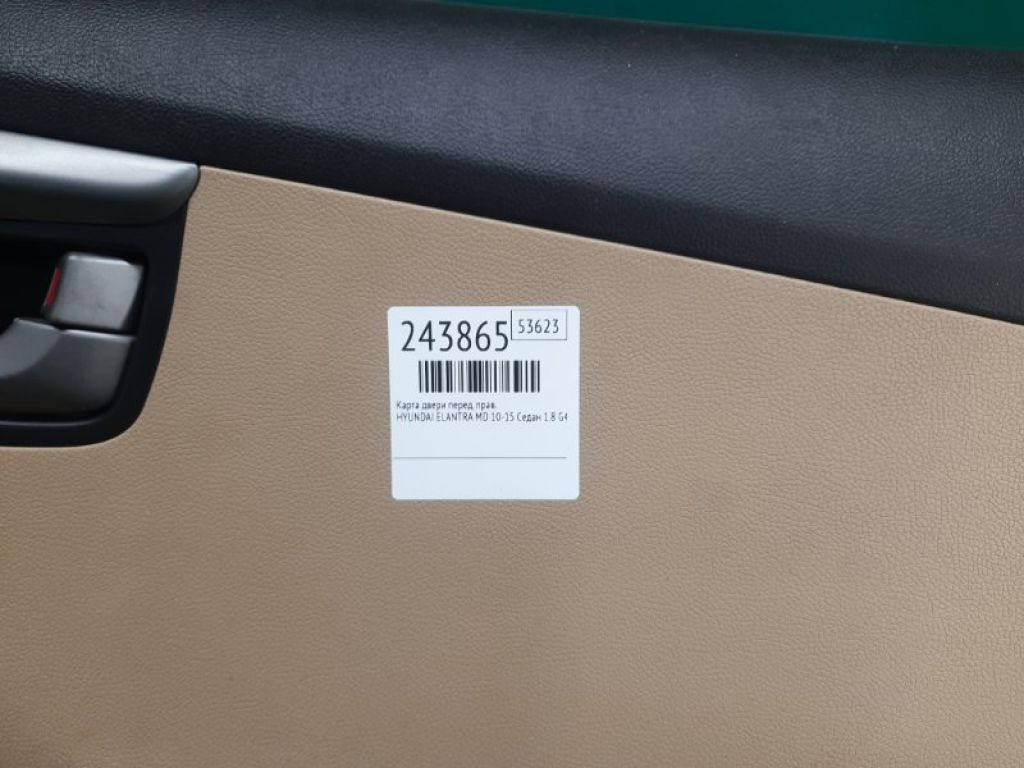 243865 53623
Карта двери перед. прав.
HYUNDAI ELANTRA MD 10-15 Седан 1.8 G4